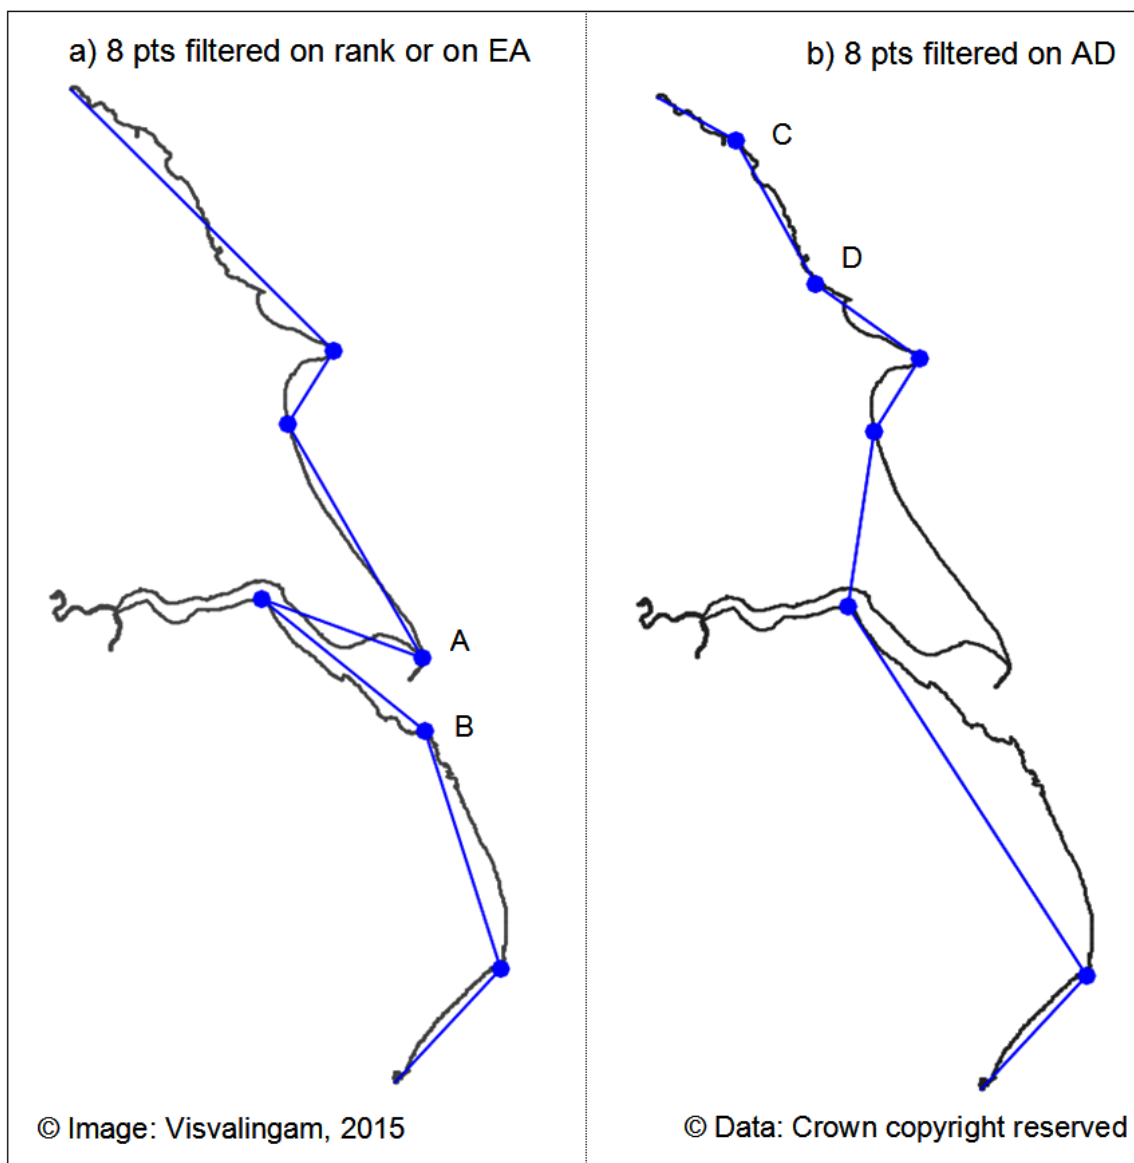 a) 8 pts filtered on rank or on EA
b) 8 pts filtered on AD
C
D
A
B
© Image: Visvalingam, 2015
© Data: Crown copyright reserved